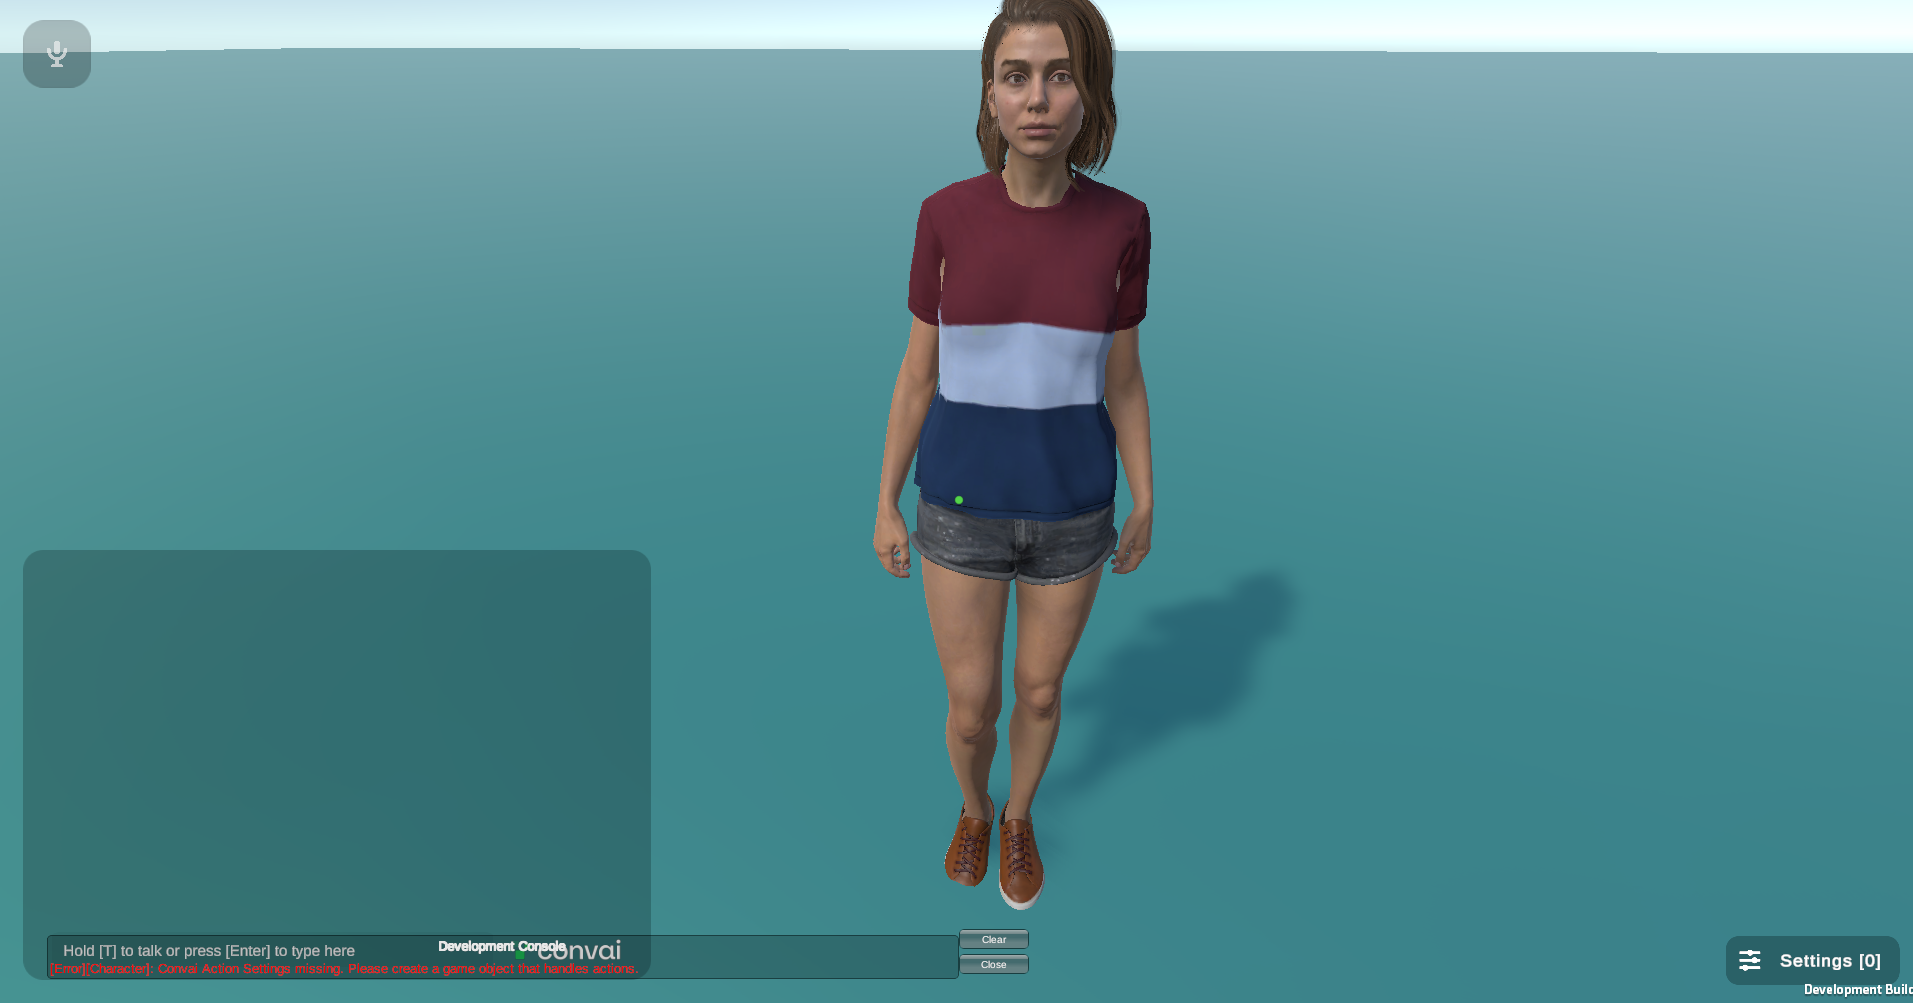 Hold [T] to talk or press [Enter] to type here
Development Console
convai
Clear
[Error][Character]: Convai Action Settings missing. Please create a game object that handles actions.
Close
Settings [0]
Development Build